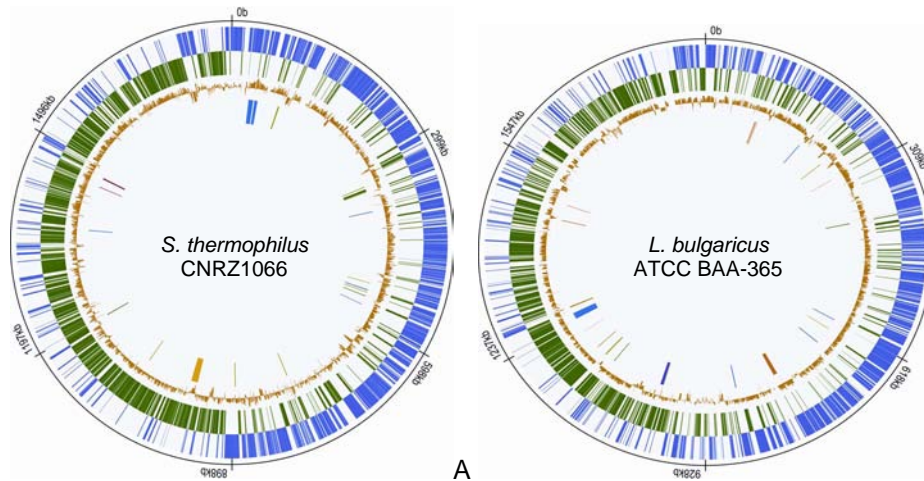 0b
299kb
598kb
898kb
1197kb
1496kb
S. thermophilus
CNRZ1066
A
0b
309kb
618kb
928kb
1237kb
1547kb
L. bulgaricus
ATCC BAA-365